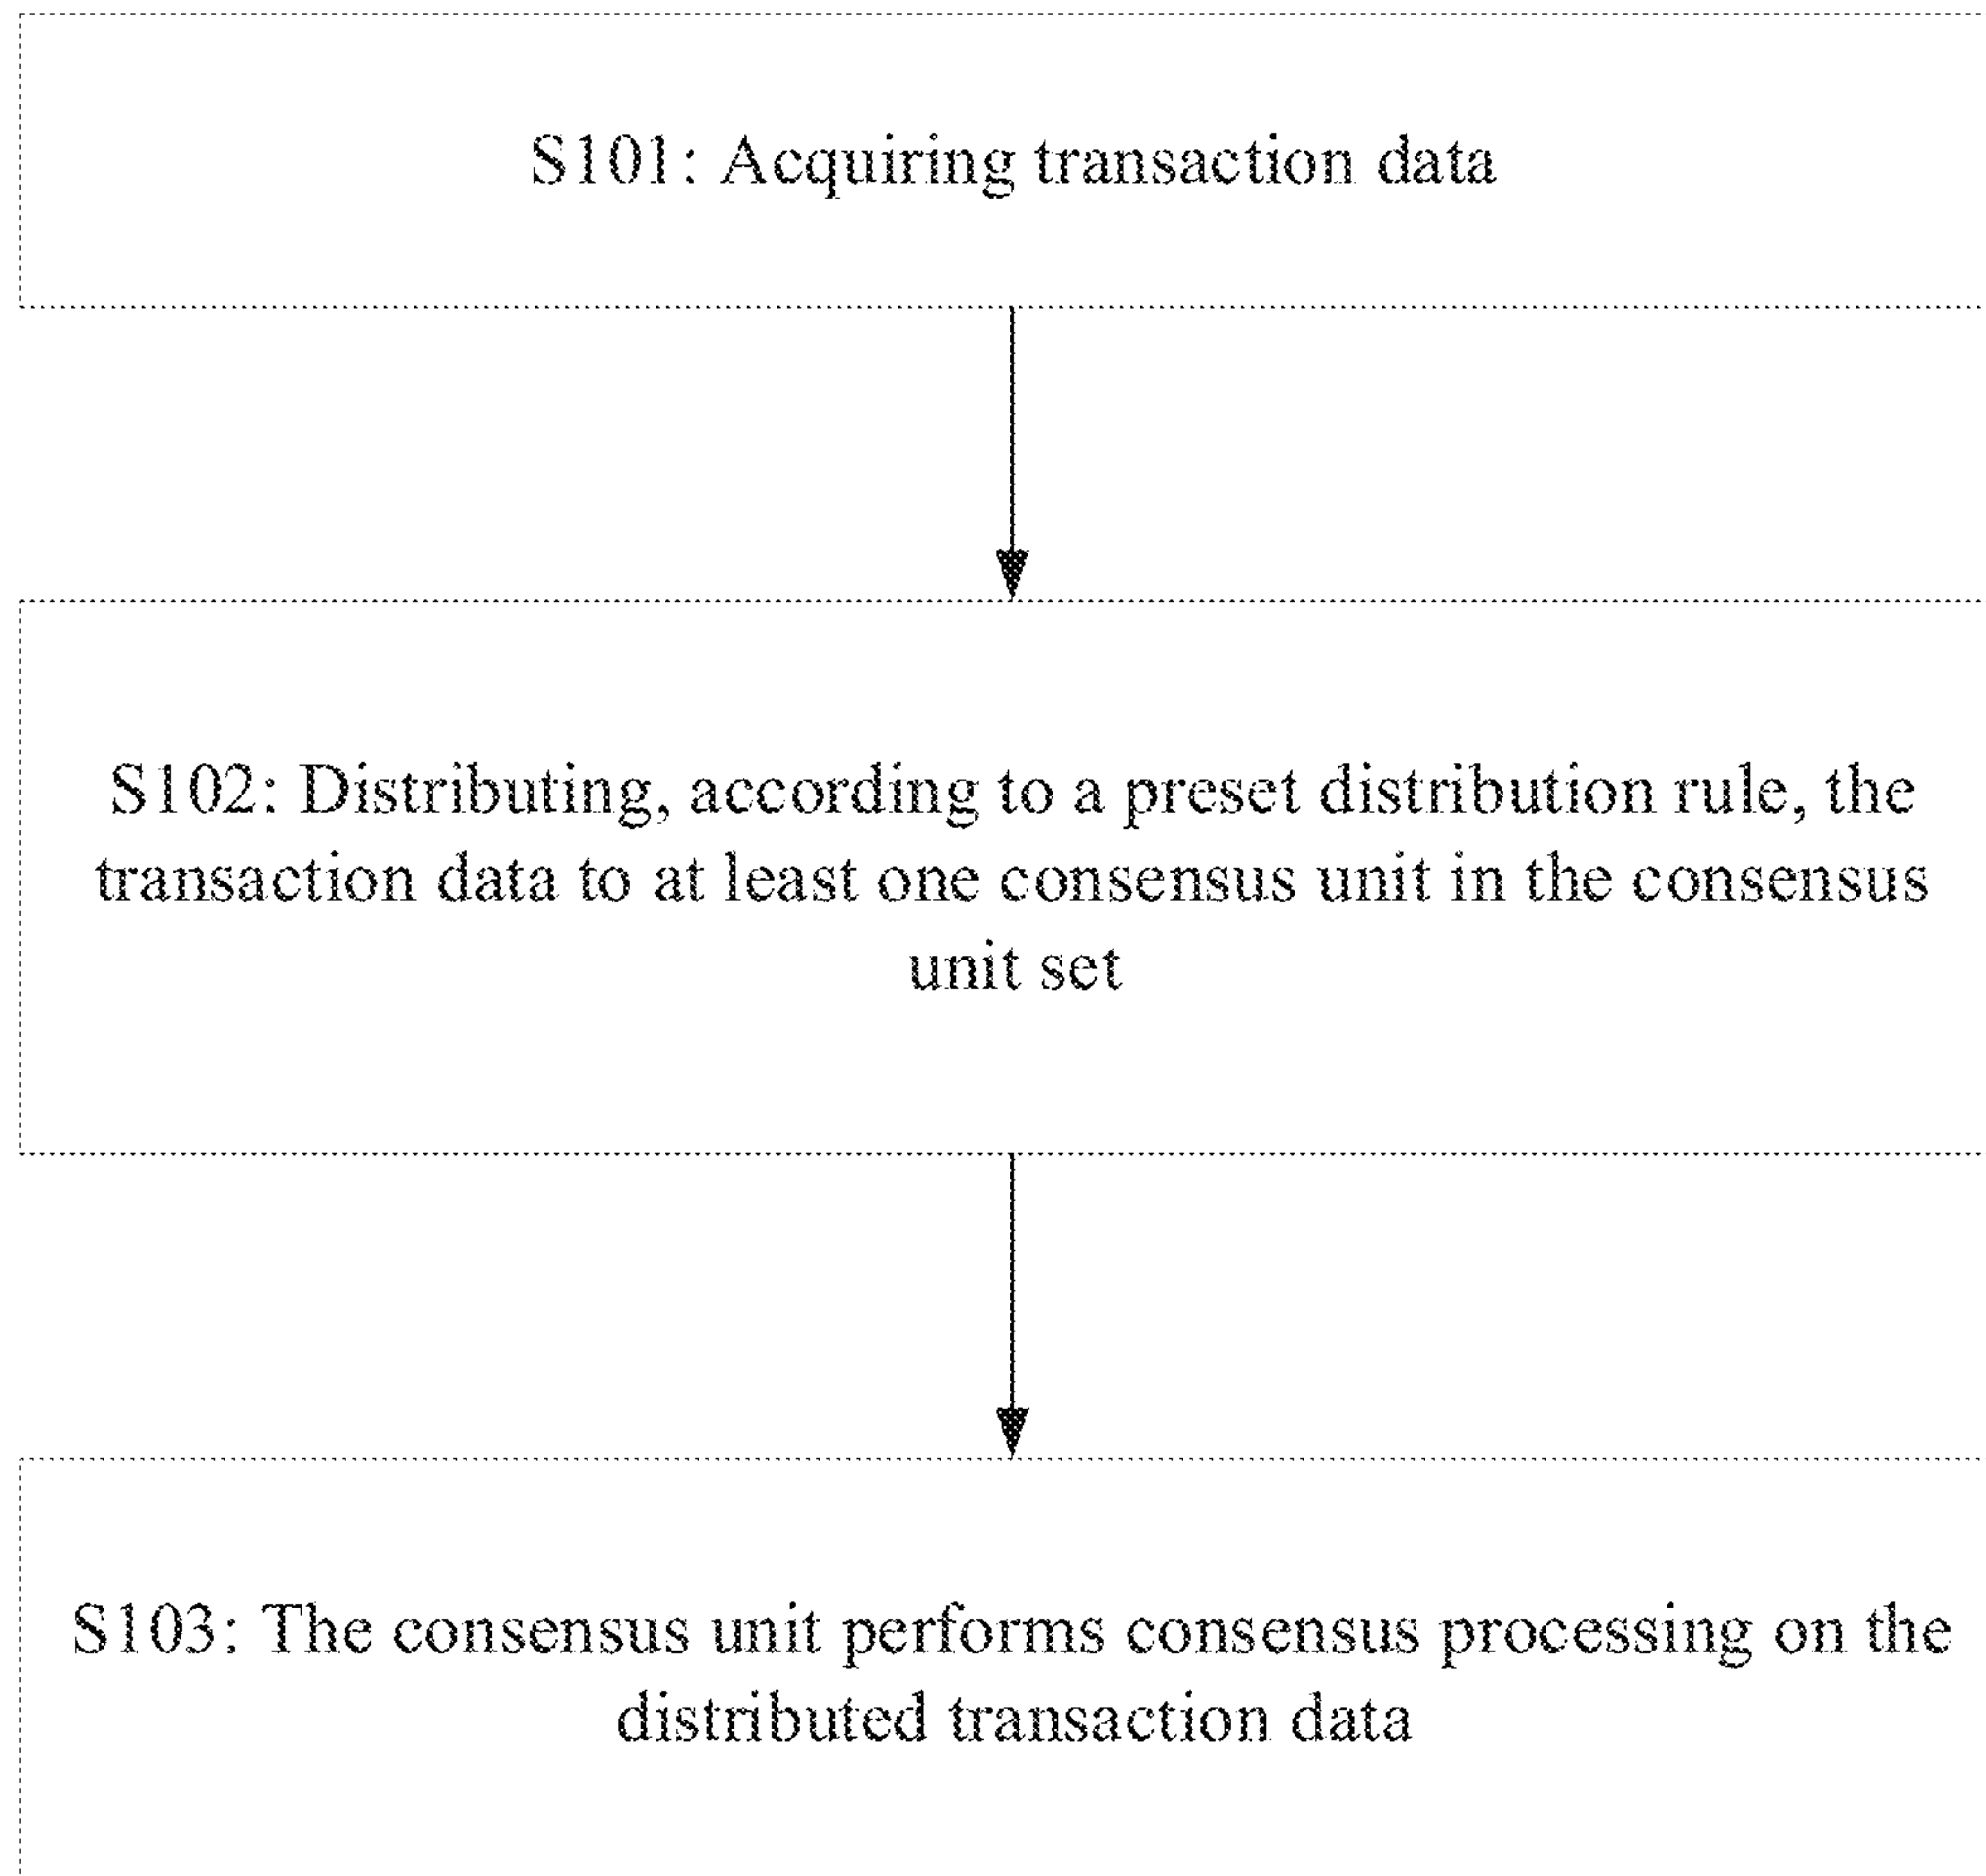 S101: Acquiring transaction data
S102: Distributing, according to a preset distribution rule, the
transaction data to at least one consensus unit in the consensus
unit set
S103: The consensus unit performs consensus processing on the
distributed transaction data